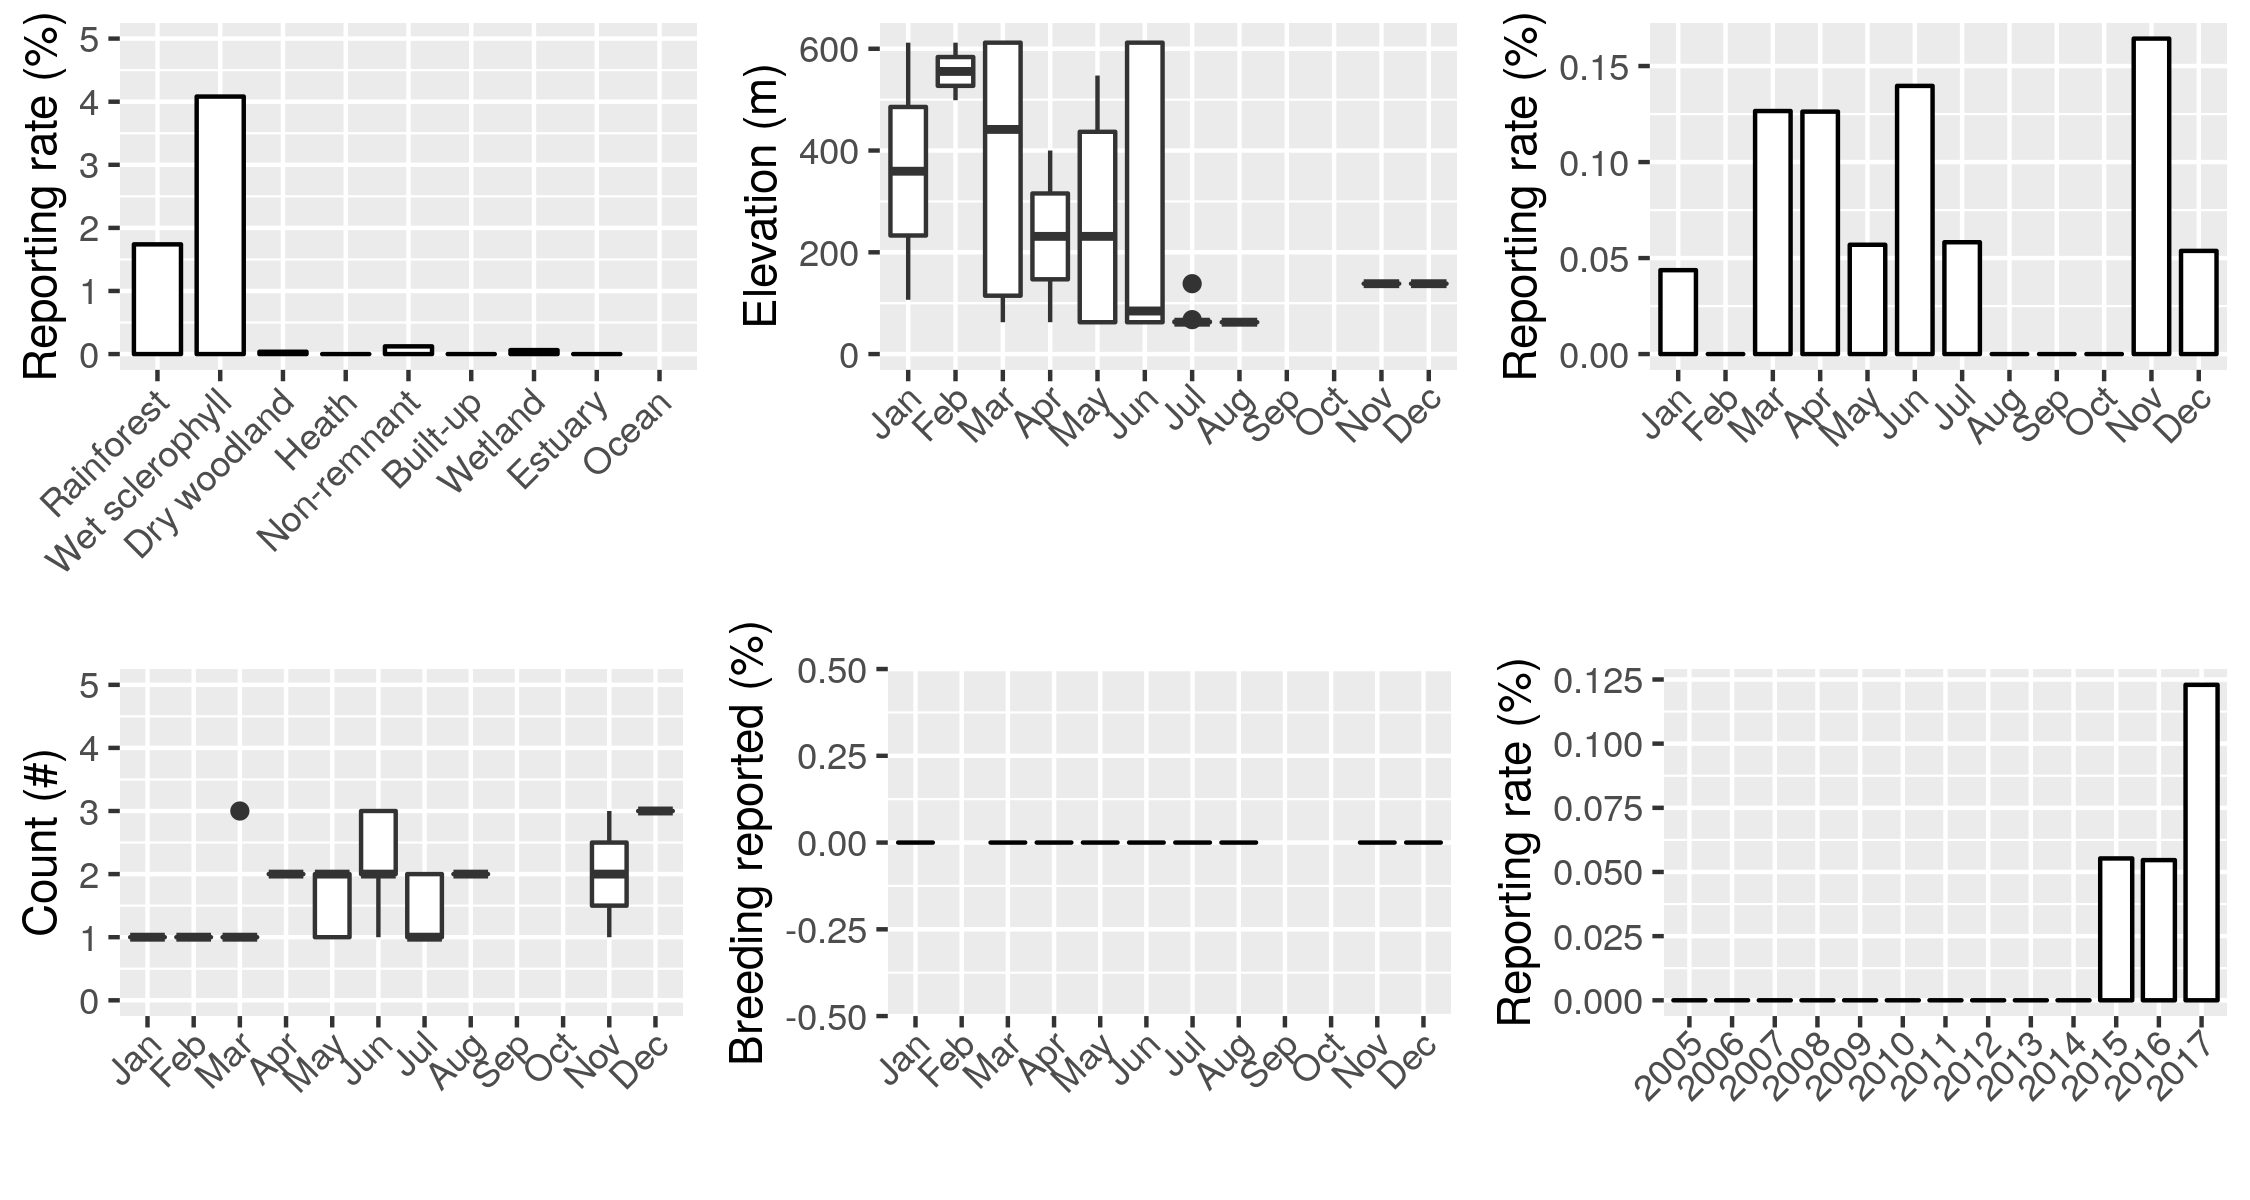 Reporting rate (%)
5
4
3
2
1
0
Rainforest
Wet sclerophyll
Dry woodland
Heath
Non-remnant
Built-up
Wetland
Estuary
Ocean
Elevation (m)
600
400
200
0
Jan
Feb
Mar
Apr
May
Jun
Jul
Aug
Sep
Oct
Nov
Dec
Reporting rate (%)
0.15
0.10
0.05
0.00
Jan
Feb
Mar
Apr
May
Jun
Jul
Aug
Sep
Oct
Nov
Dec
Count (#)
5
4
3
2
1
0
Jan
Feb
Mar
Apr
May
Jun
Jul
Aug
Sep
Oct
Nov
Dec
Breeding reported (%)
0.50
0.25
0.00
-0.25
-0.50
Jan
Feb
Mar
Apr
May
Jun
Jul
Aug
Sep
Oct
Nov
Dec
Reporting rate (%)
0.125
0.100
0.075
0.050
0.025
0.000
2005
2006
2007
2008
2009
2010
2011
2012
2013
2014
2015
2016
2017